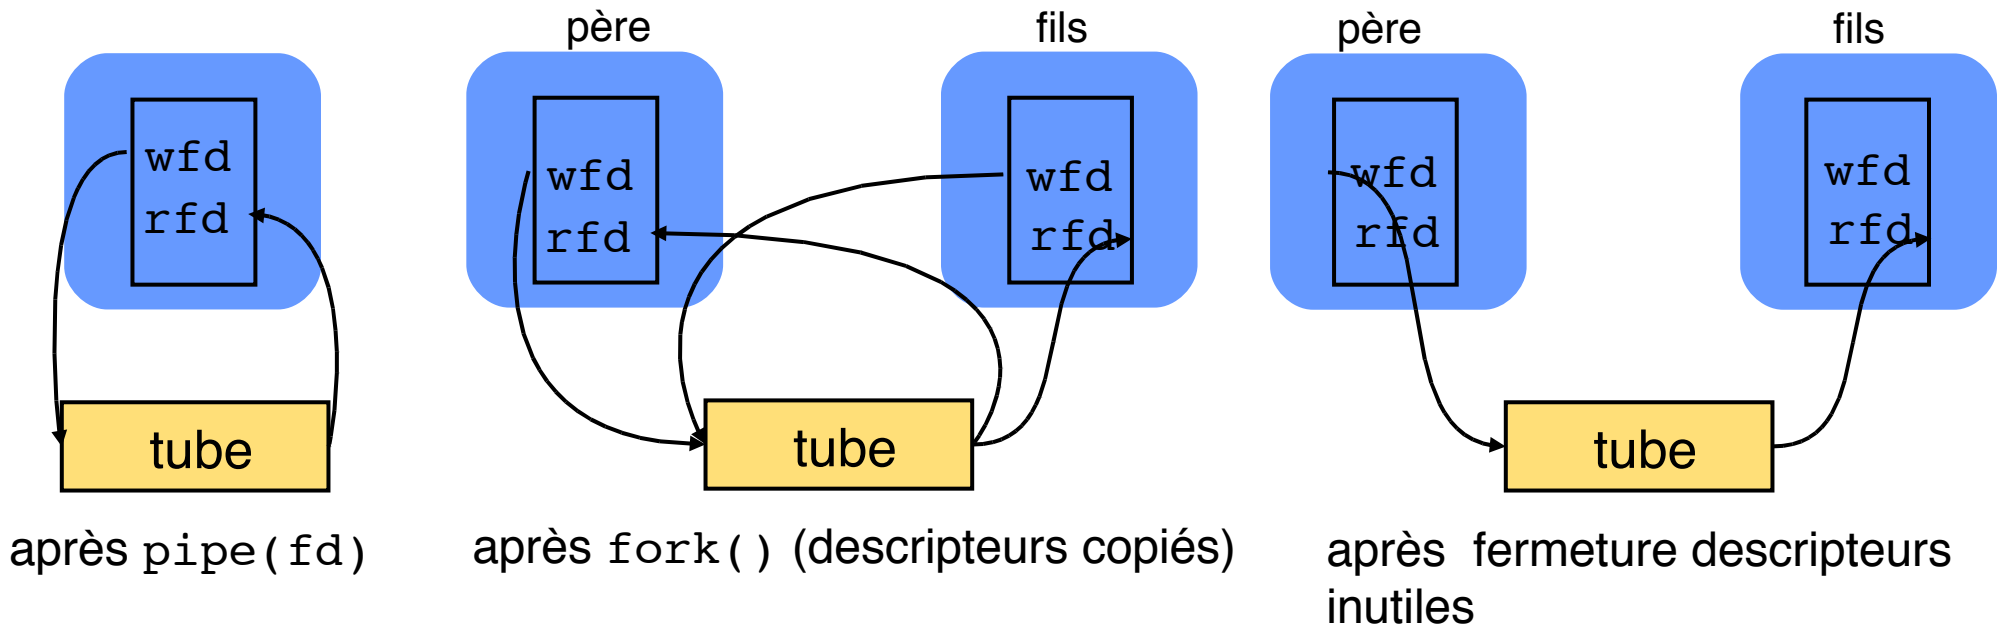 père
fils
père
fils
wfd
rfd
wfd
rfd
wfd
rfd
wfd
rfd
wfd
rfd
tube
tube
tube
après pipe(fd)
après fork() (descripteurs copiés)
après fermeture descripteurs
inutiles